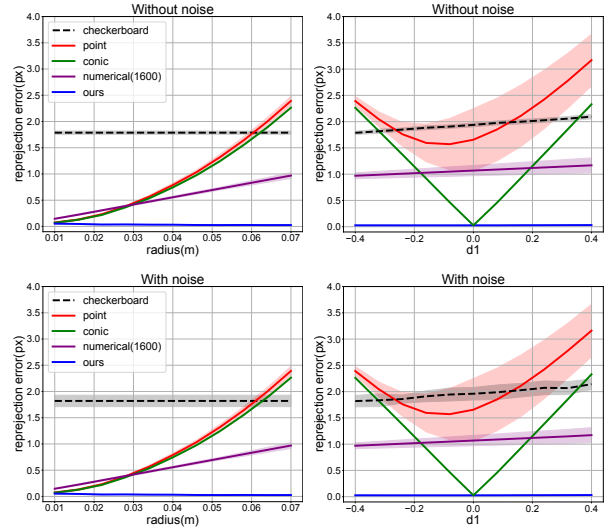 Without noise
4.0
3.5
3.0
2.5
2.0
1.5
1.0
0.5
0.0
reprejection error(px)
checkerboard
point
conic
numerical(1600)
ours
0.01 0.02 0.03 0.04 0.05 0.06 0.07
radius(m)
Without noise
4.0
3.5
3.0
2.5
2.0
1.5
1.0
0.5
0.0
reprejection error(px)
−0.4 −0.2 0.0 0.2 0.4
d1
With noise
4.0
3.5
3.0
2.5
2.0
1.5
1.0
0.5
0.0
reprejection error(px)
checkerboard
point
conic
numerical(1600)
ours
0.01 0.02 0.03 0.04 0.05 0.06 0.07
radius(m)
With noise
4.0
3.5
3.0
2.5
2.0
1.5
1.0
0.5
0.0
reprejection error(px)
−0.4 −0.2 0.0 0.2 0.4
d1